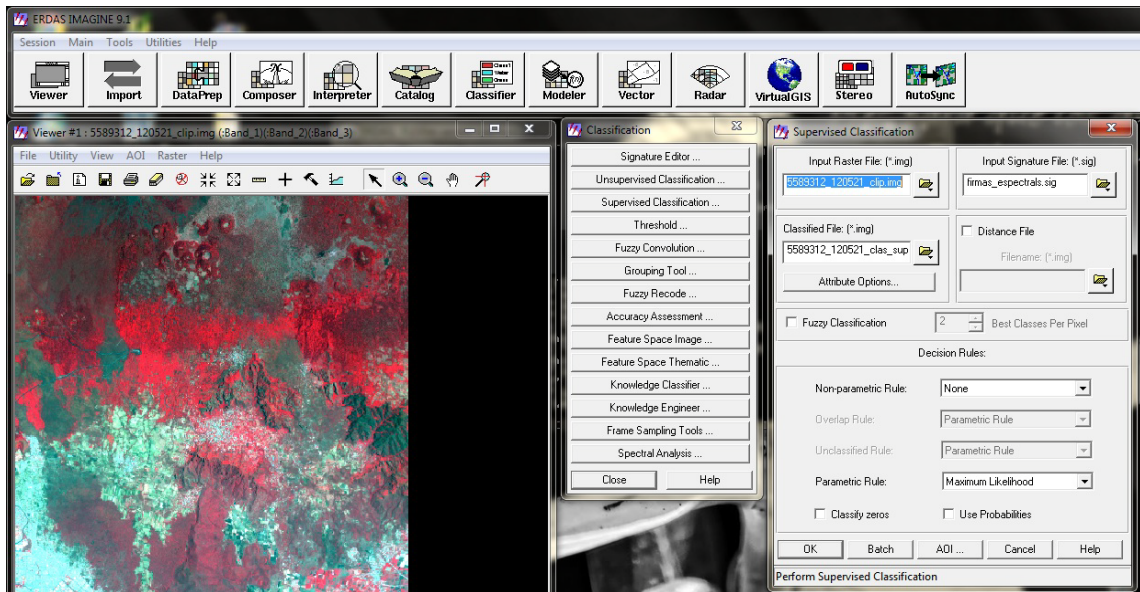 ERDAS IMAGINE 9.1
Session Main Tools Utilities Help
Viewer Import DataPrep Composer Interpreter Catalog Classifier Modeler Vector Radar VirtualGIS Stereo AutoSync
Viewer #1 : 5589312_120521_clip.img (:Band_1)(:Band_2)(:Band_3)
File Utility View AOI Raster Help
Classification
Signature Editor ...
Unsupervised Classification ...
Supervised Classification ...
Threshold ...
Fuzzy Convolution ...
Grouping Tool ...
Fuzzy Recode ...
Accuracy Assessment ...
Feature Space Image ...
Feature Space Thematic ...
Knowledge Classifier ...
Knowledge Engineer ...
Frame Sampling Tools ...
Spectral Analysis ...
Close Help
Supervised Classification
Input Raster File: (*.img) Input Signature File: (*.sig)
5589312_120521_clip.img firmas_espectrals.sig
Classified File: (*.img) Distance File
5589312_120521_clas_sup Filename: (*.img)
Attribute Options...
Fuzzy Classification 2 Best Classes Per Pixel
Decision Rules:
Non-parametric Rule: None
Overlap Rule: Parametric Rule
Unclassified Rule: Parametric Rule
Parametric Rule: Maximum Likelihood
Classify zeros Use Probabilities
OK Batch AOI ... Cancel Help
Perform Supervised Classification